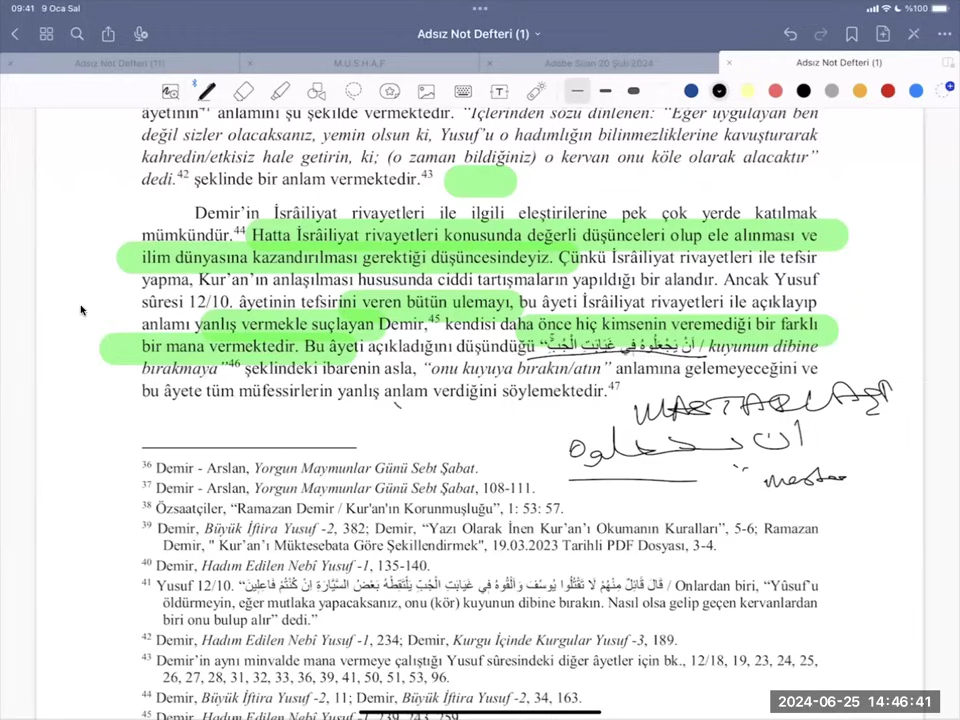 09:41 9 Oca Sal
%100
Adsız Not Defteri (1)
Adsız Not Defteri (11)
M.U.S.H.A.F
Adobe Scan 20 Şub 2024
Adsız Not Defteri (1)
âyetinin⁴¹ anlamını şu şekilde vermektedir. “İçlerinden sözü dinlenen: “Eğer uygulayan ben
değil sizler olacaksanız, yemin olsun ki, Yusuf’u o hadımlığın bilinmezliklerine kavuşturarak
kahredin/etkisiz hale getirin, ki; (o zaman bildiğiniz) o kervan onu köle olarak alacaktır”
dedi.⁴² şeklinde bir anlam vermektedir.⁴³
Demir’in İsrâiliyat rivayetleri ile ilgili eleştirilerine pek çok yerde katılmak
mümkündür.⁴⁴ Hatta İsrâiliyat rivayetleri konusunda değerli düşünceleri olup ele alınması ve
ilim dünyasına kazandırılması gerektiği düşüncesindeyiz. Çünkü İsrâiliyat rivayetleri ile tefsir
yapma, Kur’an’ın anlaşılması hususunda ciddi tartışmaların yapıldığı bir alandır. Ancak Yusuf
sûresi 12/10. âyetinin tefsirini veren bütün ulemayı, bu âyeti İsrâiliyat rivayetleri ile açıklayıp
anlamı yanlış vermekle suçlayan Demir,⁴⁵ kendisi daha önce hiç kimsenin veremediği bir farklı
bir mana vermektedir. Bu âyeti açıkladığını düşündüğü “أَنْ يَجْعَلُوهُ فِي غَيَابَتِ الْجُبِّ / kuyunun dibine
bırakmaya”⁴⁶ şeklindeki ibarenin asla, “onu kuyuya bırakın/atın” anlamına gelemeyeceğini ve
bu âyete tüm müfessirlerin yanlış anlam verdiğini söylemektedir.⁴⁷
MASTARLAŞI
ان يجعلوه
mastar
³⁶ Demir - Arslan, Yorgun Maymunlar Günü Sebt Şabat.
³⁷ Demir - Arslan, Yorgun Maymunlar Günü Sebt Şabat, 108-111.
³⁸ Özsaatçiler, “Ramazan Demir / Kur'an'ın Korunmuşluğu”, 1: 53: 57.
³⁹ Demir, Büyük İftira Yusuf -2, 382; Demir, “Yazı Olarak İnen Kur’an’ı Okumanın Kuralları”, 5-6; Ramazan
Demir, " Kur’an’ı Müktesebata Göre Şekillendirmek", 19.03.2023 Tarihli PDF Dosyası, 3-4.
⁴⁰ Demir, Hadım Edilen Nebî Yusuf -1, 135-140.
⁴¹ Yusuf 12/10. “قَالَ قَائِلٌ مِنْهُمْ لَا تَقْتُلُوا يُوسُفَ وَأَلْقُوهُ فِي غَيَابَتِ الْجُبِّ يَلْتَقِطْهُ بَعْضُ السَّيَّارَةِ إِنْ كُنْتُمْ فَاعِلِينَ” / Onlardan biri, “Yûsuf’u
öldürmeyin, eğer mutlaka yapacaksanız, onu (kör) kuyunun dibine bırakın. Nasıl olsa gelip geçen kervanlardan
biri onu bulup alır” dedi.”
⁴² Demir, Hadım Edilen Nebî Yusuf -1, 234; Demir, Kurgu İçinde Kurgular Yusuf -3, 189.
⁴³ Demir’in aynı minvalde mana vermeye çalıştığı Yusuf sûresindeki diğer âyetler için bk., 12/18, 19, 23, 24, 25,
26, 27, 28, 31, 32, 33, 36, 39, 41, 50, 51, 53, 96.
⁴⁴ Demir, Büyük İftira Yusuf -2, 11; Demir, Büyük İftira Yusuf -2, 34, 163.
2024-06-25 14:46:41